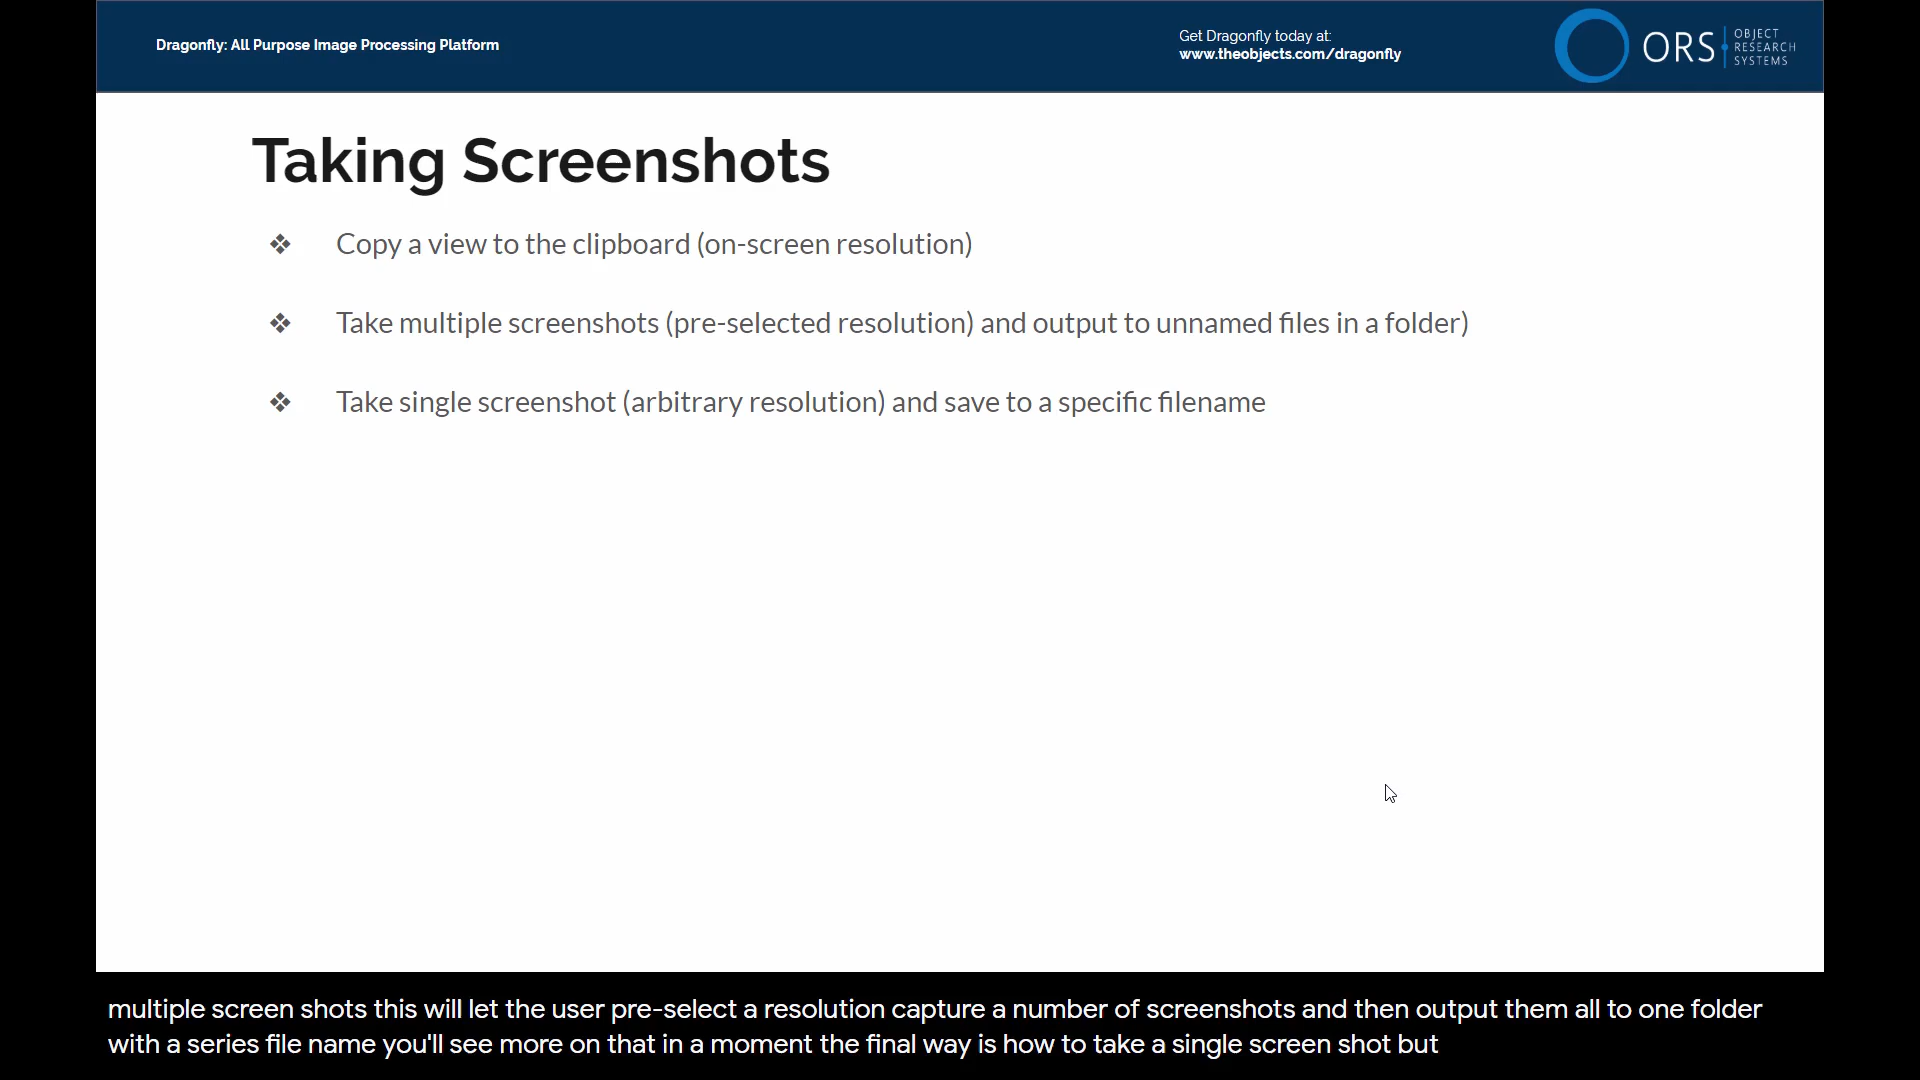 Dragonfly: All Purpose Image Processing Platform
Get Dragonfly today at:
www.theobjects.com/dragonfly
ORS
OBJECT
RESEARCH
SYSTEMS
Taking Screenshots
❖ Copy a view to the clipboard (on-screen resolution)
❖ Take multiple screenshots (pre-selected resolution) and output to unnamed files in a folder)
❖ Take single screenshot (arbitrary resolution) and save to a specific filename
multiple screen shots this will let the user pre-select a resolution capture a number of screenshots and then output them all to one folder
with a series file name you'll see more on that in a moment the final way is how to take a single screen shot but